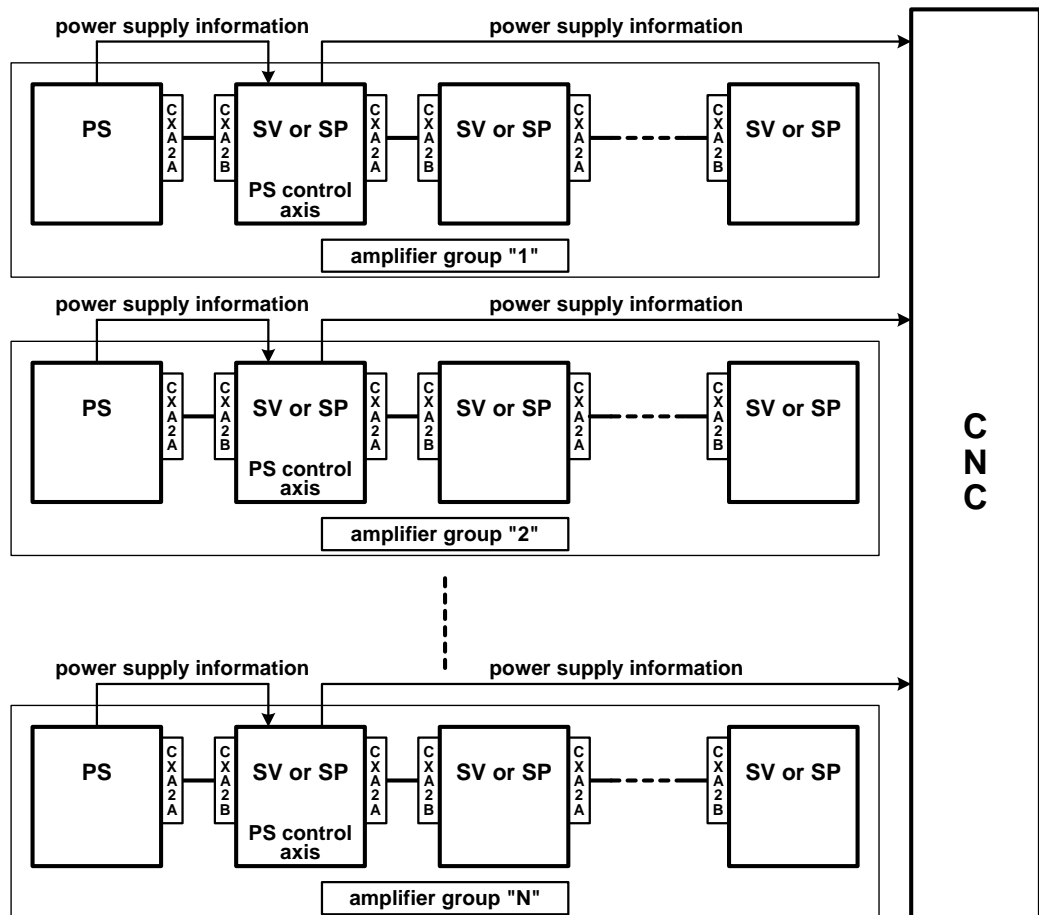 power supply information
power supply information
PS
CXA2A
CXA2B
SV or SP
PS control
axis
CXA2A
CXA2B
SV or SP
CXA2A
CXA2B
SV or SP
amplifier group "1"
power supply information
power supply information
PS
CXA2A
CXA2B
SV or SP
PS control
axis
CXA2A
CXA2B
SV or SP
CXA2A
CXA2B
SV or SP
amplifier group "2"
CNC
power supply information
power supply information
PS
CXA2A
CXA2B
SV or SP
PS control
axis
CXA2A
CXA2B
SV or SP
CXA2A
CXA2B
SV or SP
amplifier group "N"